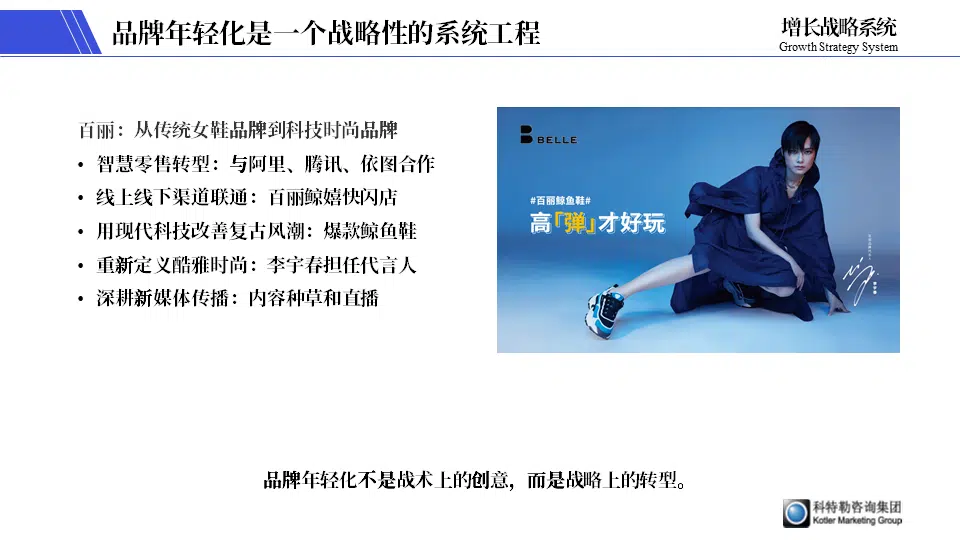 品牌年轻化是一个战略性的系统工程
增长战略系统
Growth Strategy System
百丽：从传统女鞋品牌到科技时尚品牌
• 智慧零售转型：与阿里、腾讯、依图合作
• 线上线下渠道联通：百丽鲸嬉快闪店
• 用现代科技改善复古风潮：爆款鲸鱼鞋
• 重新定义酷雅时尚：李宇春担任代言人
• 深耕新媒体传播：内容种草和直播
B BELLE
#百丽鲸鱼鞋#
高「弹」才好玩
品牌年轻化不是战术上的创意，而是战略上的转型。
科特勒咨询集团
Kotler Marketing Group